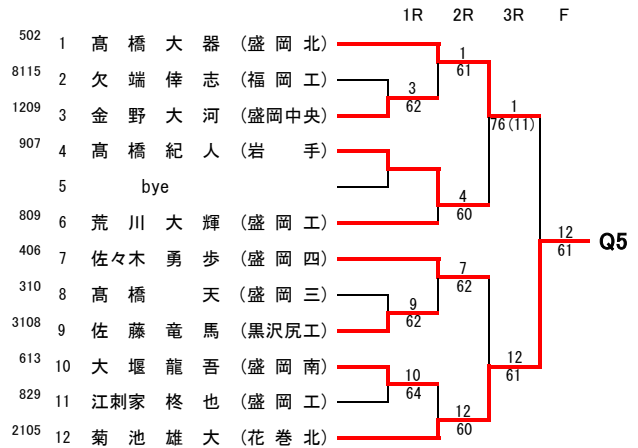 1R 2R 3R F
502 1 髙橋大器 (盛岡北)
1
61
8115 2 欠端倖志 (福岡工)
3
62
1209 3 金野大河 (盛岡中央)
1
76(11)
907 4 髙橋紀人 (岩手)
5 bye
4
60
809 6 荒川大輝 (盛岡工)
12
61
Q5
406 7 佐々木勇歩 (盛岡四)
7
62
310 8 髙橋天 (盛岡三)
9
62
3108 9 佐藤竜馬 (黒沢尻工)
613 10 大堰龍吾 (盛岡南)
12
61
10
64
829 11 江刺家柊也 (盛岡工)
12
60
2105 12 菊池雄大 (花巻北)